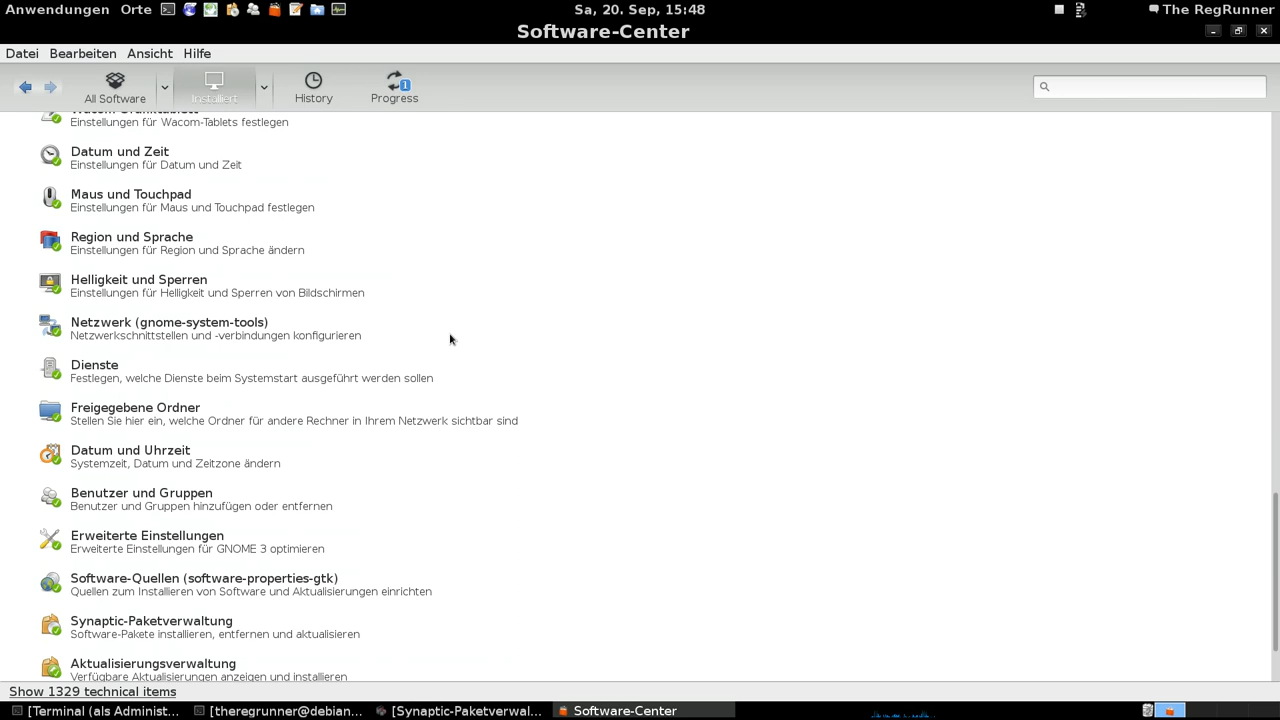 Anwendungen Orte Sa, 20. Sep, 15:48 The RegRunner
Software-Center
Datei Bearbeiten Ansicht Hilfe
All Software Installiert History Progress
1
Einstellungen für Wacom-Tablets festlegen
Datum und Zeit
Einstellungen für Datum und Zeit
Maus und Touchpad
Einstellungen für Maus und Touchpad festlegen
Region und Sprache
Einstellungen für Region und Sprache ändern
Helligkeit und Sperren
Einstellungen für Helligkeit und Sperren von Bildschirmen
Netzwerk (gnome-system-tools)
Netzwerkschnittstellen und -verbindungen konfigurieren
Dienste
Festlegen, welche Dienste beim Systemstart ausgeführt werden sollen
Freigegebene Ordner
Stellen Sie hier ein, welche Ordner für andere Rechner in Ihrem Netzwerk sichtbar sind
Datum und Uhrzeit
Systemzeit, Datum und Zeitzone ändern
Benutzer und Gruppen
Benutzer und Gruppen hinzufügen oder entfernen
Erweiterte Einstellungen
Erweiterte Einstellungen für GNOME 3 optimieren
Software-Quellen (software-properties-gtk)
Quellen zum Installieren von Software und Aktualisierungen einrichten
Synaptic-Paketverwaltung
Software-Pakete installieren, entfernen und aktualisieren
Aktualisierungsverwaltung
Verfügbare Aktualisierungen anzeigen und installieren
Show 1329 technical items
[Terminal (als Administ... [theregrunner@debian... [Synaptic-Paketverwal... Software-Center